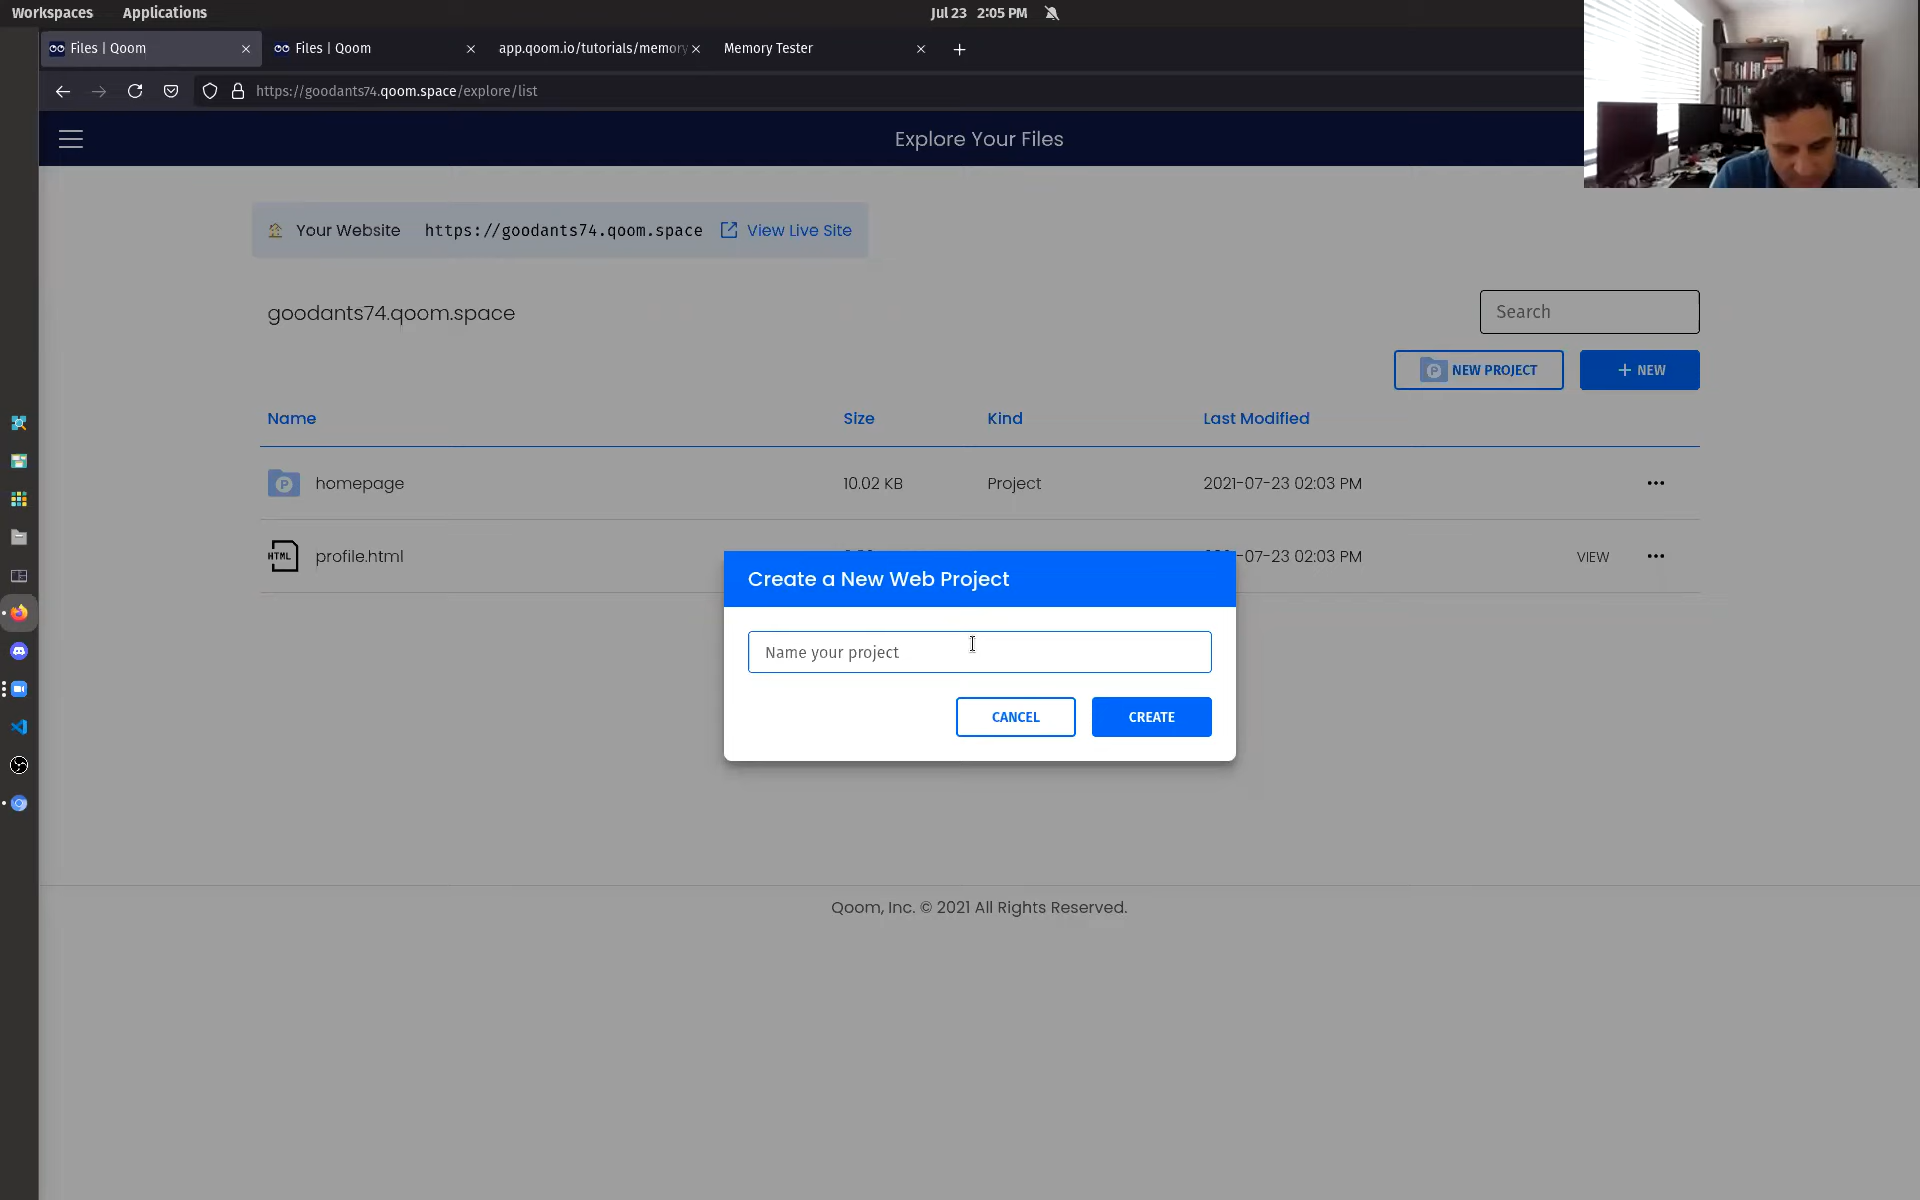 Workspaces Applications Jul 23 2:05 PM
Files | Qoom Files | Qoom app.qoom.io/tutorials/memory Memory Tester
https://goodants74.qoom.space/explore/list
Explore Your Files
Your Website https://goodants74.qoom.space View Live Site
goodants74.qoom.space
Search
P NEW PROJECT + NEW
Name Size Kind Last Modified
P homepage 10.02 KB Project 2021-07-23 02:03 PM
HTML profile.html -07-23 02:03 PM VIEW
Create a New Web Project
Name your project
CANCEL CREATE
Qoom, Inc. © 2021 All Rights Reserved.